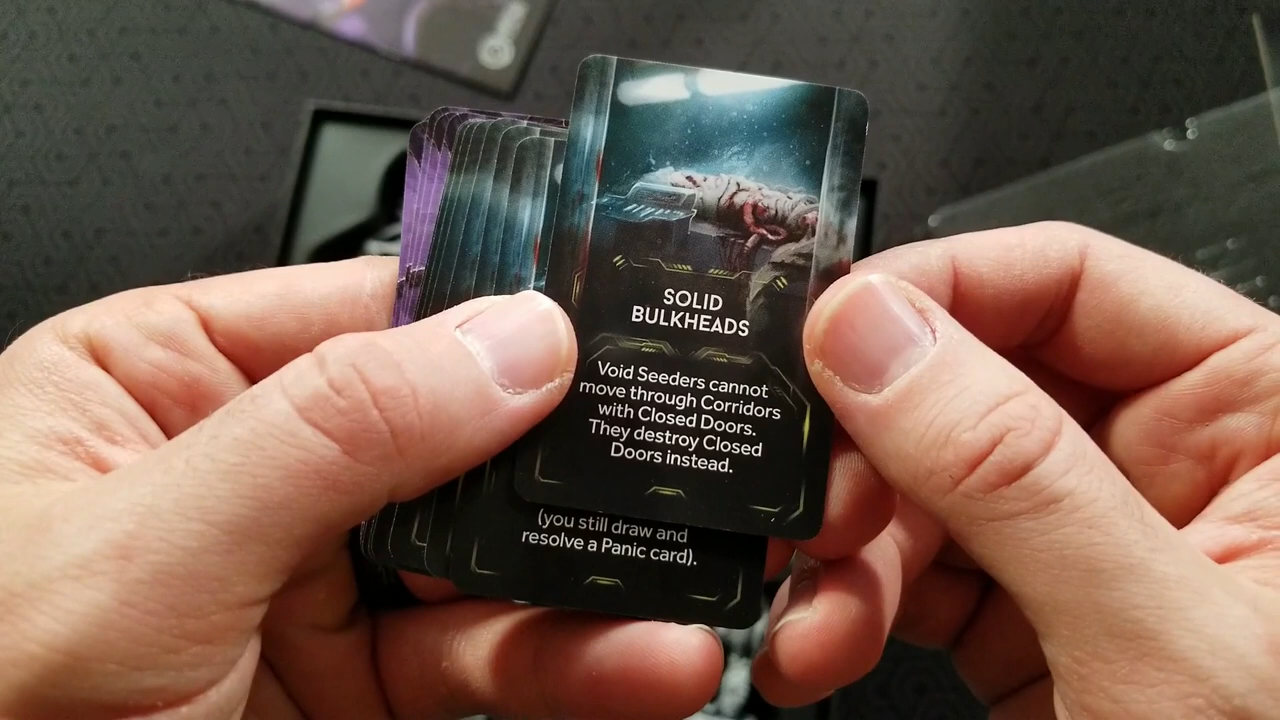 SOLID
BULKHEADS
Void Seeders cannot
move through Corridors
with Closed Doors.
They destroy Closed
Doors instead.
(you still draw and
resolve a Panic card).